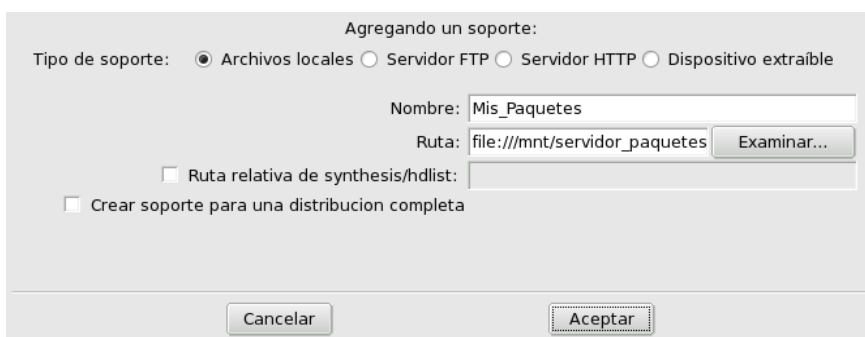 Agregando un soporte:
Tipo de soporte: Archivos locales Servidor FTP Servidor HTTP Dispositivo extraíble
Nombre: Mis_Paquetes
Ruta: file:///mnt/servidor_paquetes Examinar...
Ruta relativa de synthesis/hdlist:
Crear soporte para una distribucion completa
Cancelar Aceptar